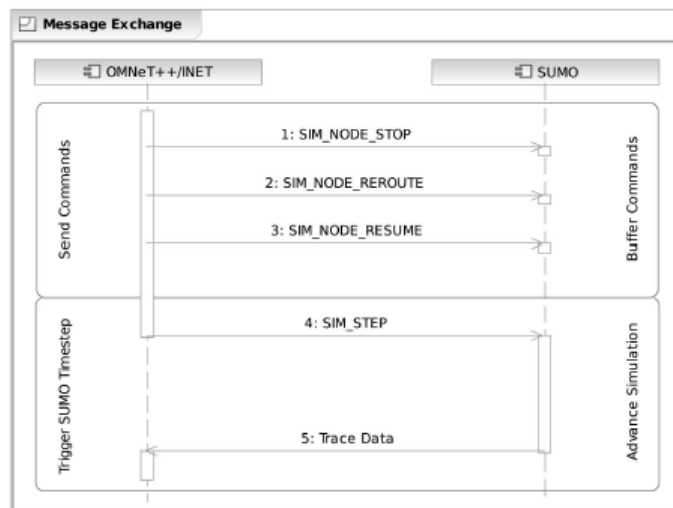 Message Exchange
OMNeT++/INET
SUMO
Send Commands
1: SIM_NODE_STOP
2: SIM_NODE_REROUTE
3: SIM_NODE_RESUME
Buffer Commands
Trigger SUMO Timestep
4: SIM_STEP
5: Trace Data
Advance Simulation